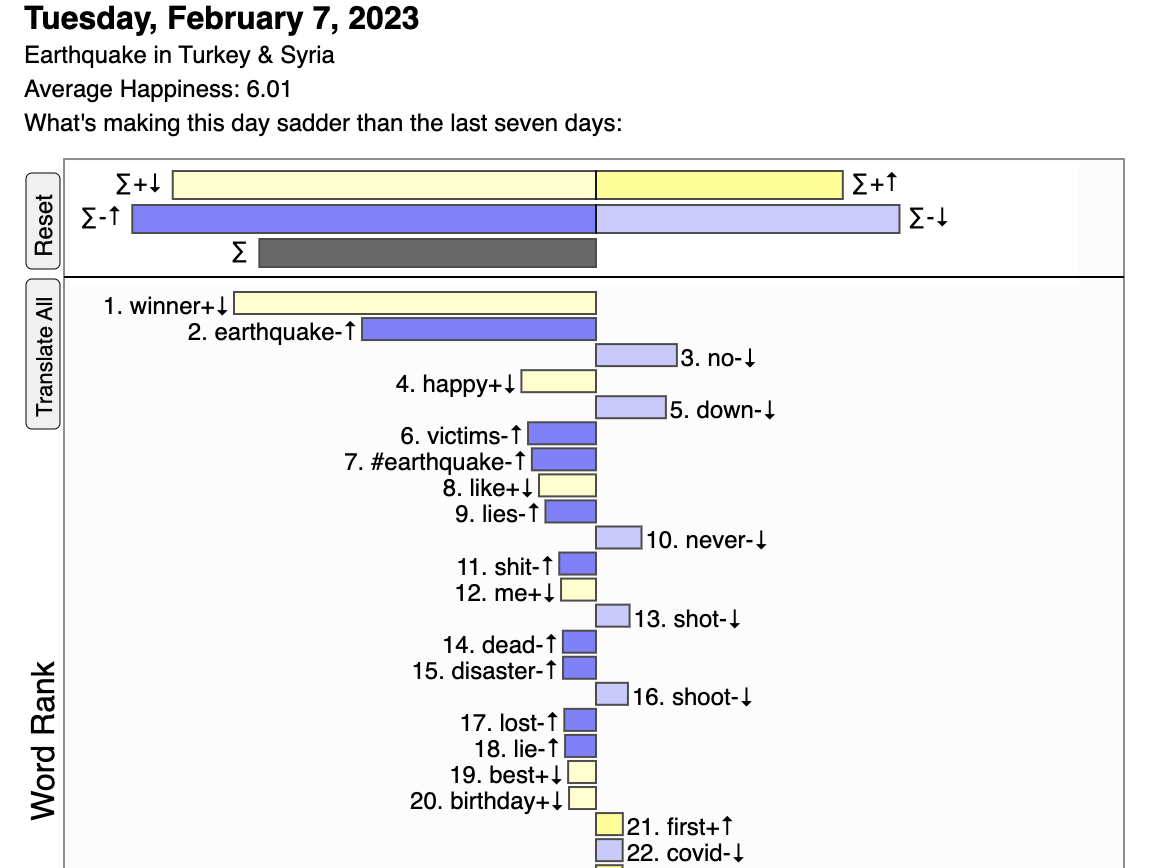 Tuesday, February 7, 2023
Earthquake in Turkey & Syria
Average Happiness: 6.01
What's making this day sadder than the last seven days:
Reset
Translate All
Word Rank
Σ+↓
Σ+↑
Σ-↑
Σ-↓
Σ
1. winner+↓
2. earthquake-↑
3. no-↓
4. happy+↓
5. down-↓
6. victims-↑
7. #earthquake-↑
8. like+↓
9. lies-↑
10. never-↓
11. shit-↑
12. me+↓
13. shot-↓
14. dead-↑
15. disaster-↑
16. shoot-↓
17. lost-↑
18. lie-↑
19. best+↓
20. birthday+↓
21. first+↑
22. covid-↓